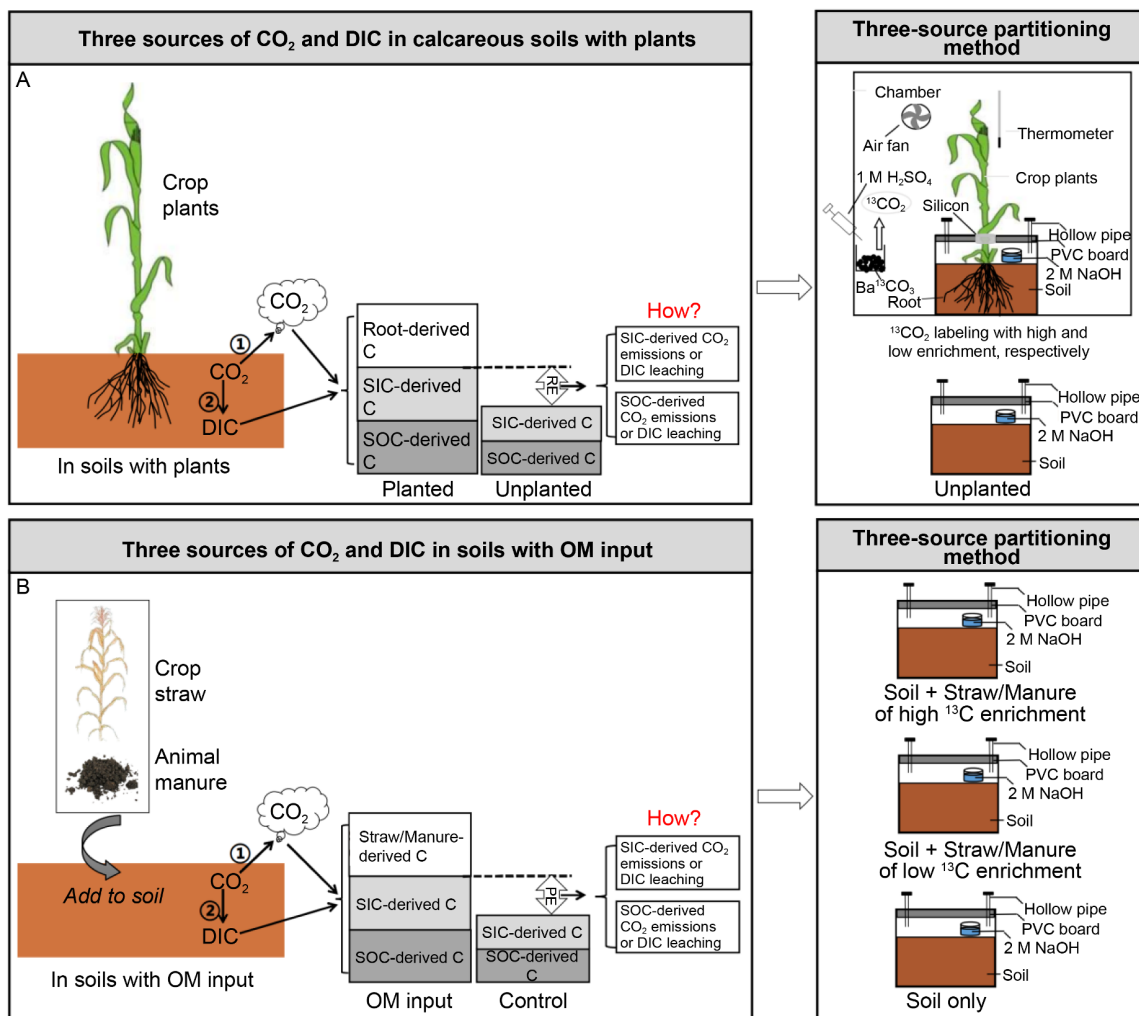 Three sources of CO₂ and DIC in calcareous soils with plants
A
Crop
plants
CO₂
①
CO₂
②
DIC
In soils with plants
Root-derived
C
SIC-derived
C
SOC-derived
C
Planted
RE
SIC-derived C
SOC-derived C
Unplanted
How?
SIC-derived CO₂
emissions or
DIC leaching
SOC-derived
CO₂ emissions
or DIC leaching
Three-source partitioning
method
Chamber
Air fan
Thermometer
1 M H₂SO₄
Crop plants
¹³CO₂
Silicon
Hollow pipe
PVC board
2 M NaOH
Ba¹³CO₃
Soil
Root
¹³CO₂ labeling with high and
low enrichment, respectively
Hollow pipe
PVC board
2 M NaOH
Soil
Unplanted
Three sources of CO₂ and DIC in soils with OM input
B
Crop
straw
Animal
manure
Add to soil
CO₂
①
CO₂
②
DIC
In soils with OM input
Straw/Manure-
derived C
SIC-derived C
SOC-derived C
OM input
PE
SIC-derived C
SOC-derived
C
Control
How?
SIC-derived CO₂
emissions or
DIC leaching
SOC-derived
CO₂ emissions
or DIC leaching
Three-source partitioning
method
Hollow pipe
PVC board
2 M NaOH
Soil
Soil + Straw/Manure
of high ¹³C enrichment
Hollow pipe
PVC board
2 M NaOH
Soil
Soil + Straw/Manure
of low ¹³C enrichment
Hollow pipe
PVC board
2 M NaOH
Soil
Soil only